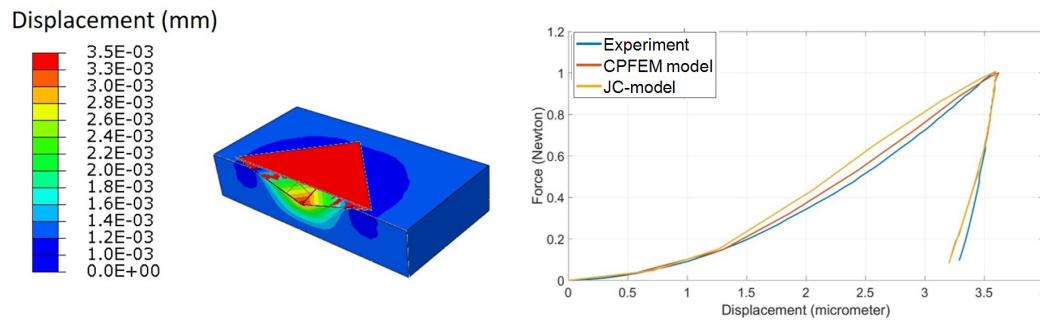 Displacement (mm)
3.5E-03
3.3E-03
3.0E-03
2.8E-03
2.6E-03
2.4E-03
2.2E-03
2.0E-03
1.8E-03
1.6E-03
1.4E-03
1.2E-03
1.0E-03
0.0E+00
1.2
1
0.8
0.6
0.4
0.2
0
Force (Newton)
Experiment
CPFEM model
JC-model
0 0.5 1 1.5 2 2.5 3 3.5
Displacement (micrometer)